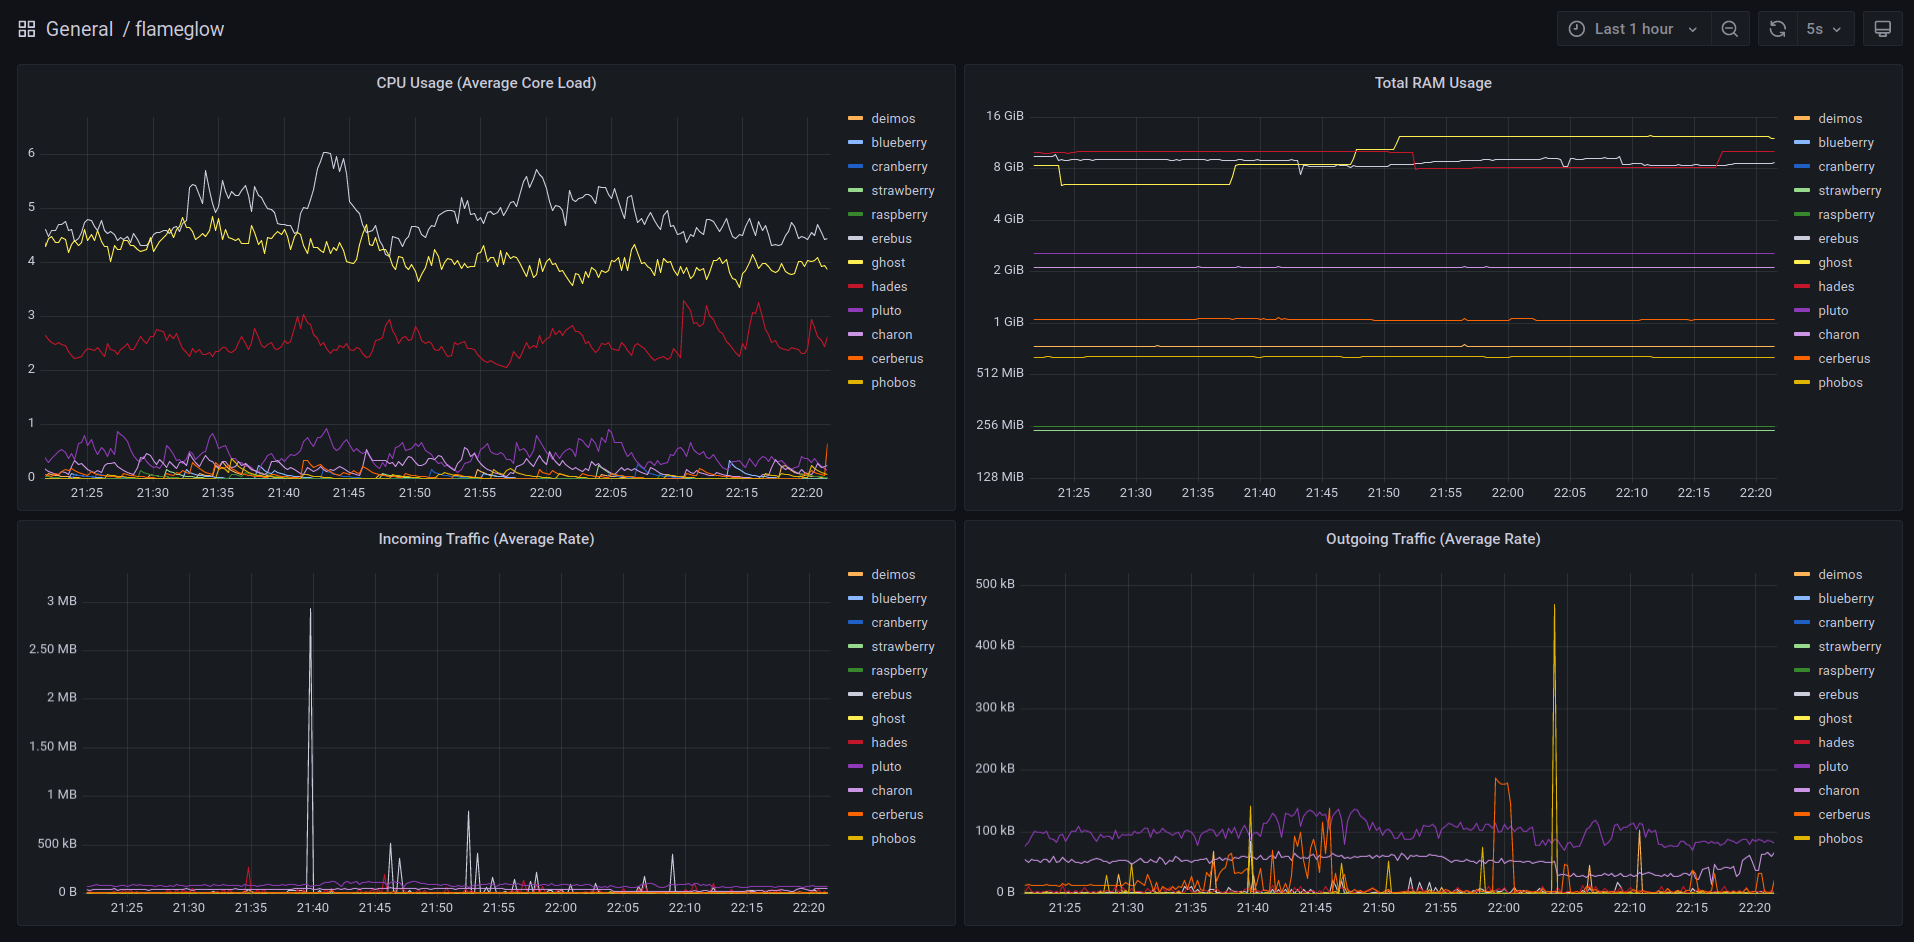 General / flameglow
Last 1 hour
5s
CPU Usage (Average Core Load)
6
5
4
3
2
1
0
21:25 21:30 21:35 21:40 21:45 21:50 21:55 22:00 22:05 22:10 22:15 22:20
deimos
blueberry
cranberry
strawberry
raspberry
erebus
ghost
hades
pluto
charon
cerberus
phobos
Total RAM Usage
16 GiB
8 GiB
4 GiB
2 GiB
1 GiB
512 MiB
256 MiB
128 MiB
21:25 21:30 21:35 21:40 21:45 21:50 21:55 22:00 22:05 22:10 22:15 22:20
deimos
blueberry
cranberry
strawberry
raspberry
erebus
ghost
hades
pluto
charon
cerberus
phobos
Incoming Traffic (Average Rate)
3 MB
2.50 MB
2 MB
1.50 MB
1 MB
500 kB
0 B
21:25 21:30 21:35 21:40 21:45 21:50 21:55 22:00 22:05 22:10 22:15 22:20
deimos
blueberry
cranberry
strawberry
raspberry
erebus
ghost
hades
pluto
charon
cerberus
phobos
Outgoing Traffic (Average Rate)
500 kB
400 kB
300 kB
200 kB
100 kB
0 B
21:25 21:30 21:35 21:40 21:45 21:50 21:55 22:00 22:05 22:10 22:15 22:20
deimos
blueberry
cranberry
strawberry
raspberry
erebus
ghost
hades
pluto
charon
cerberus
phobos